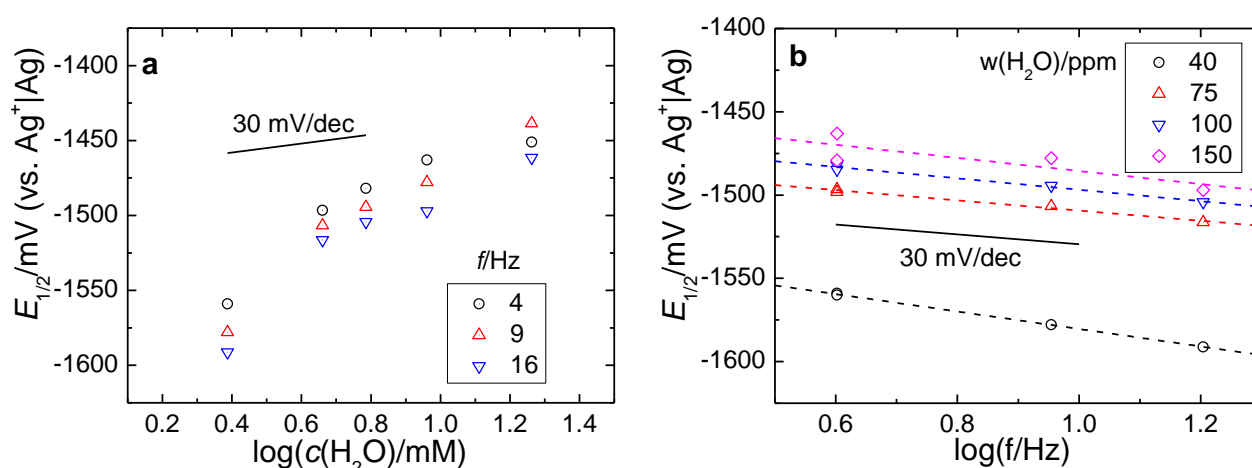 a
30 mV/dec
f/Hz
4
9
16
E1/2/mV (vs. Ag+|Ag)
-1400
-1450
-1500
-1550
-1600
0.2 0.4 0.6 0.8 1.0 1.2 1.4
log(c(H2O)/mM)
b
w(H2O)/ppm
40
75
100
150
30 mV/dec
E1/2/mV (vs. Ag+|Ag)
-1400
-1450
-1500
-1550
-1600
0.6 0.8 1.0 1.2
log(f/Hz)